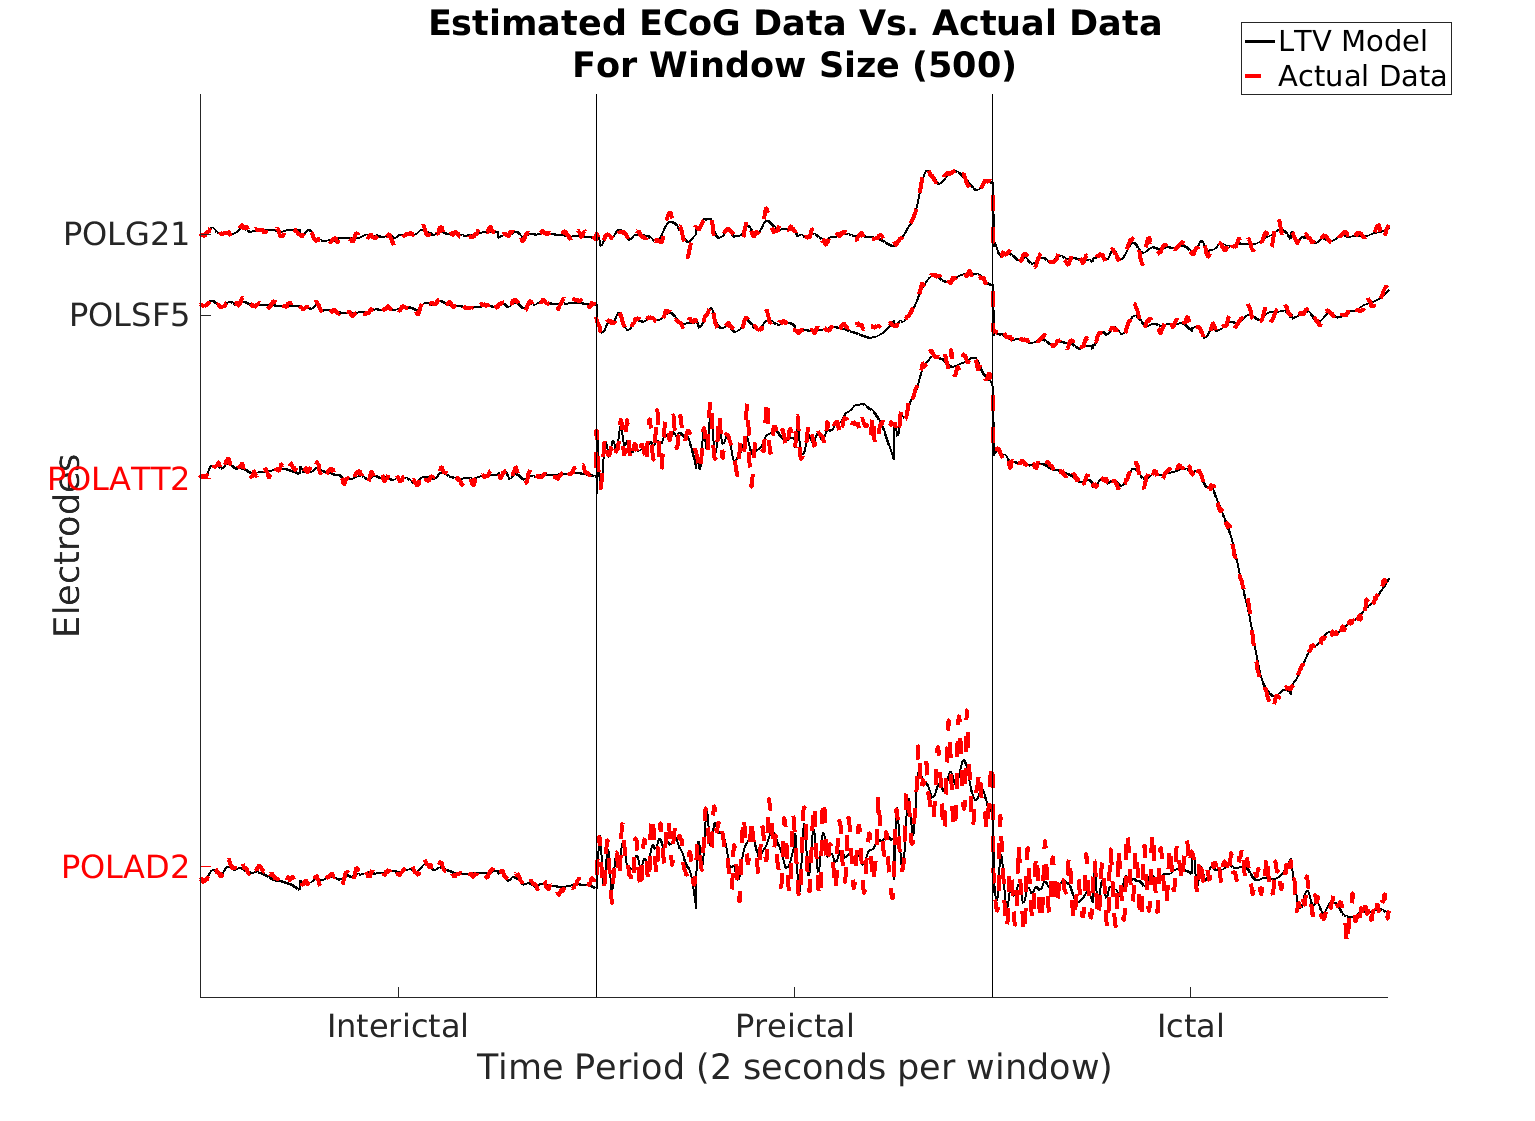 Estimated ECoG Data Vs. Actual Data
For Window Size (500)
LTV Model
Actual Data
POLG21
POLSF5
POLATT2
POLAD2
Electrodes
Interictal
Preictal
Ictal
Time Period (2 seconds per window)